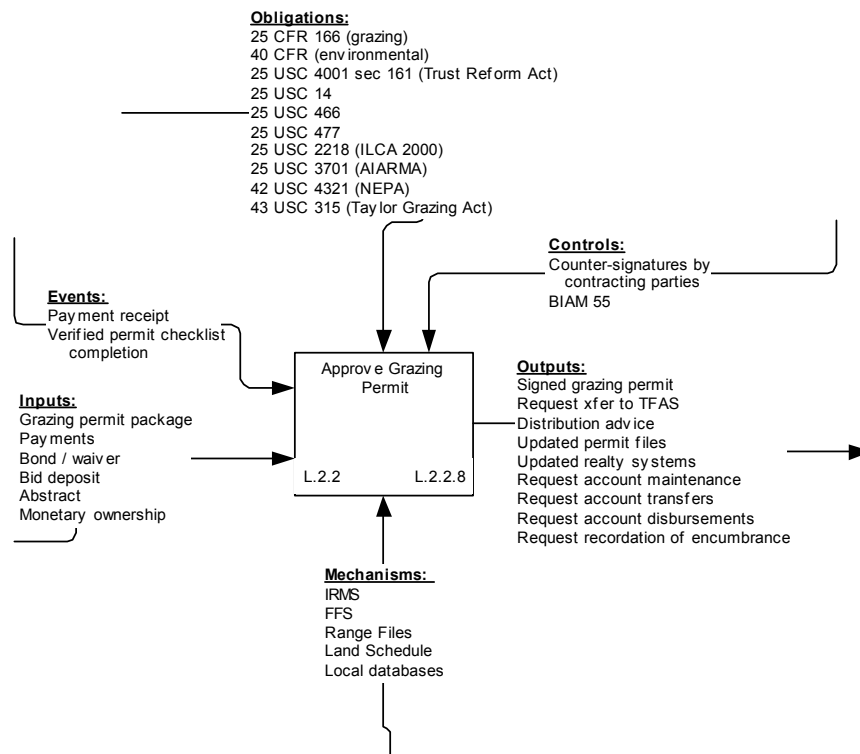 Obligations:
25 CFR 166 (grazing)
40 CFR (environmental)
25 USC 4001 sec 161 (Trust Reform Act)
25 USC 14
25 USC 466
25 USC 477
25 USC 2218 (ILCA 2000)
25 USC 3701 (AIARMA)
42 USC 4321 (NEPA)
43 USC 315 (Taylor Grazing Act)
Controls:
Counter-signatures by
contracting parties
BIAM 55
Events:
Payment receipt
Verified permit checklist
completion
Inputs:
Grazing permit package
Payments
Bond / waiver
Bid deposit
Abstract
Monetary ownership
Approve Grazing
Permit
L.2.2 L.2.2.8
Outputs:
Signed grazing permit
Request xfer to TFAS
Distribution advice
Updated permit files
Updated realty systems
Request account maintenance
Request account transfers
Request account disbursements
Request recordation of encumbrance
Mechanisms:
IRMS
FFS
Range Files
Land Schedule
Local databases